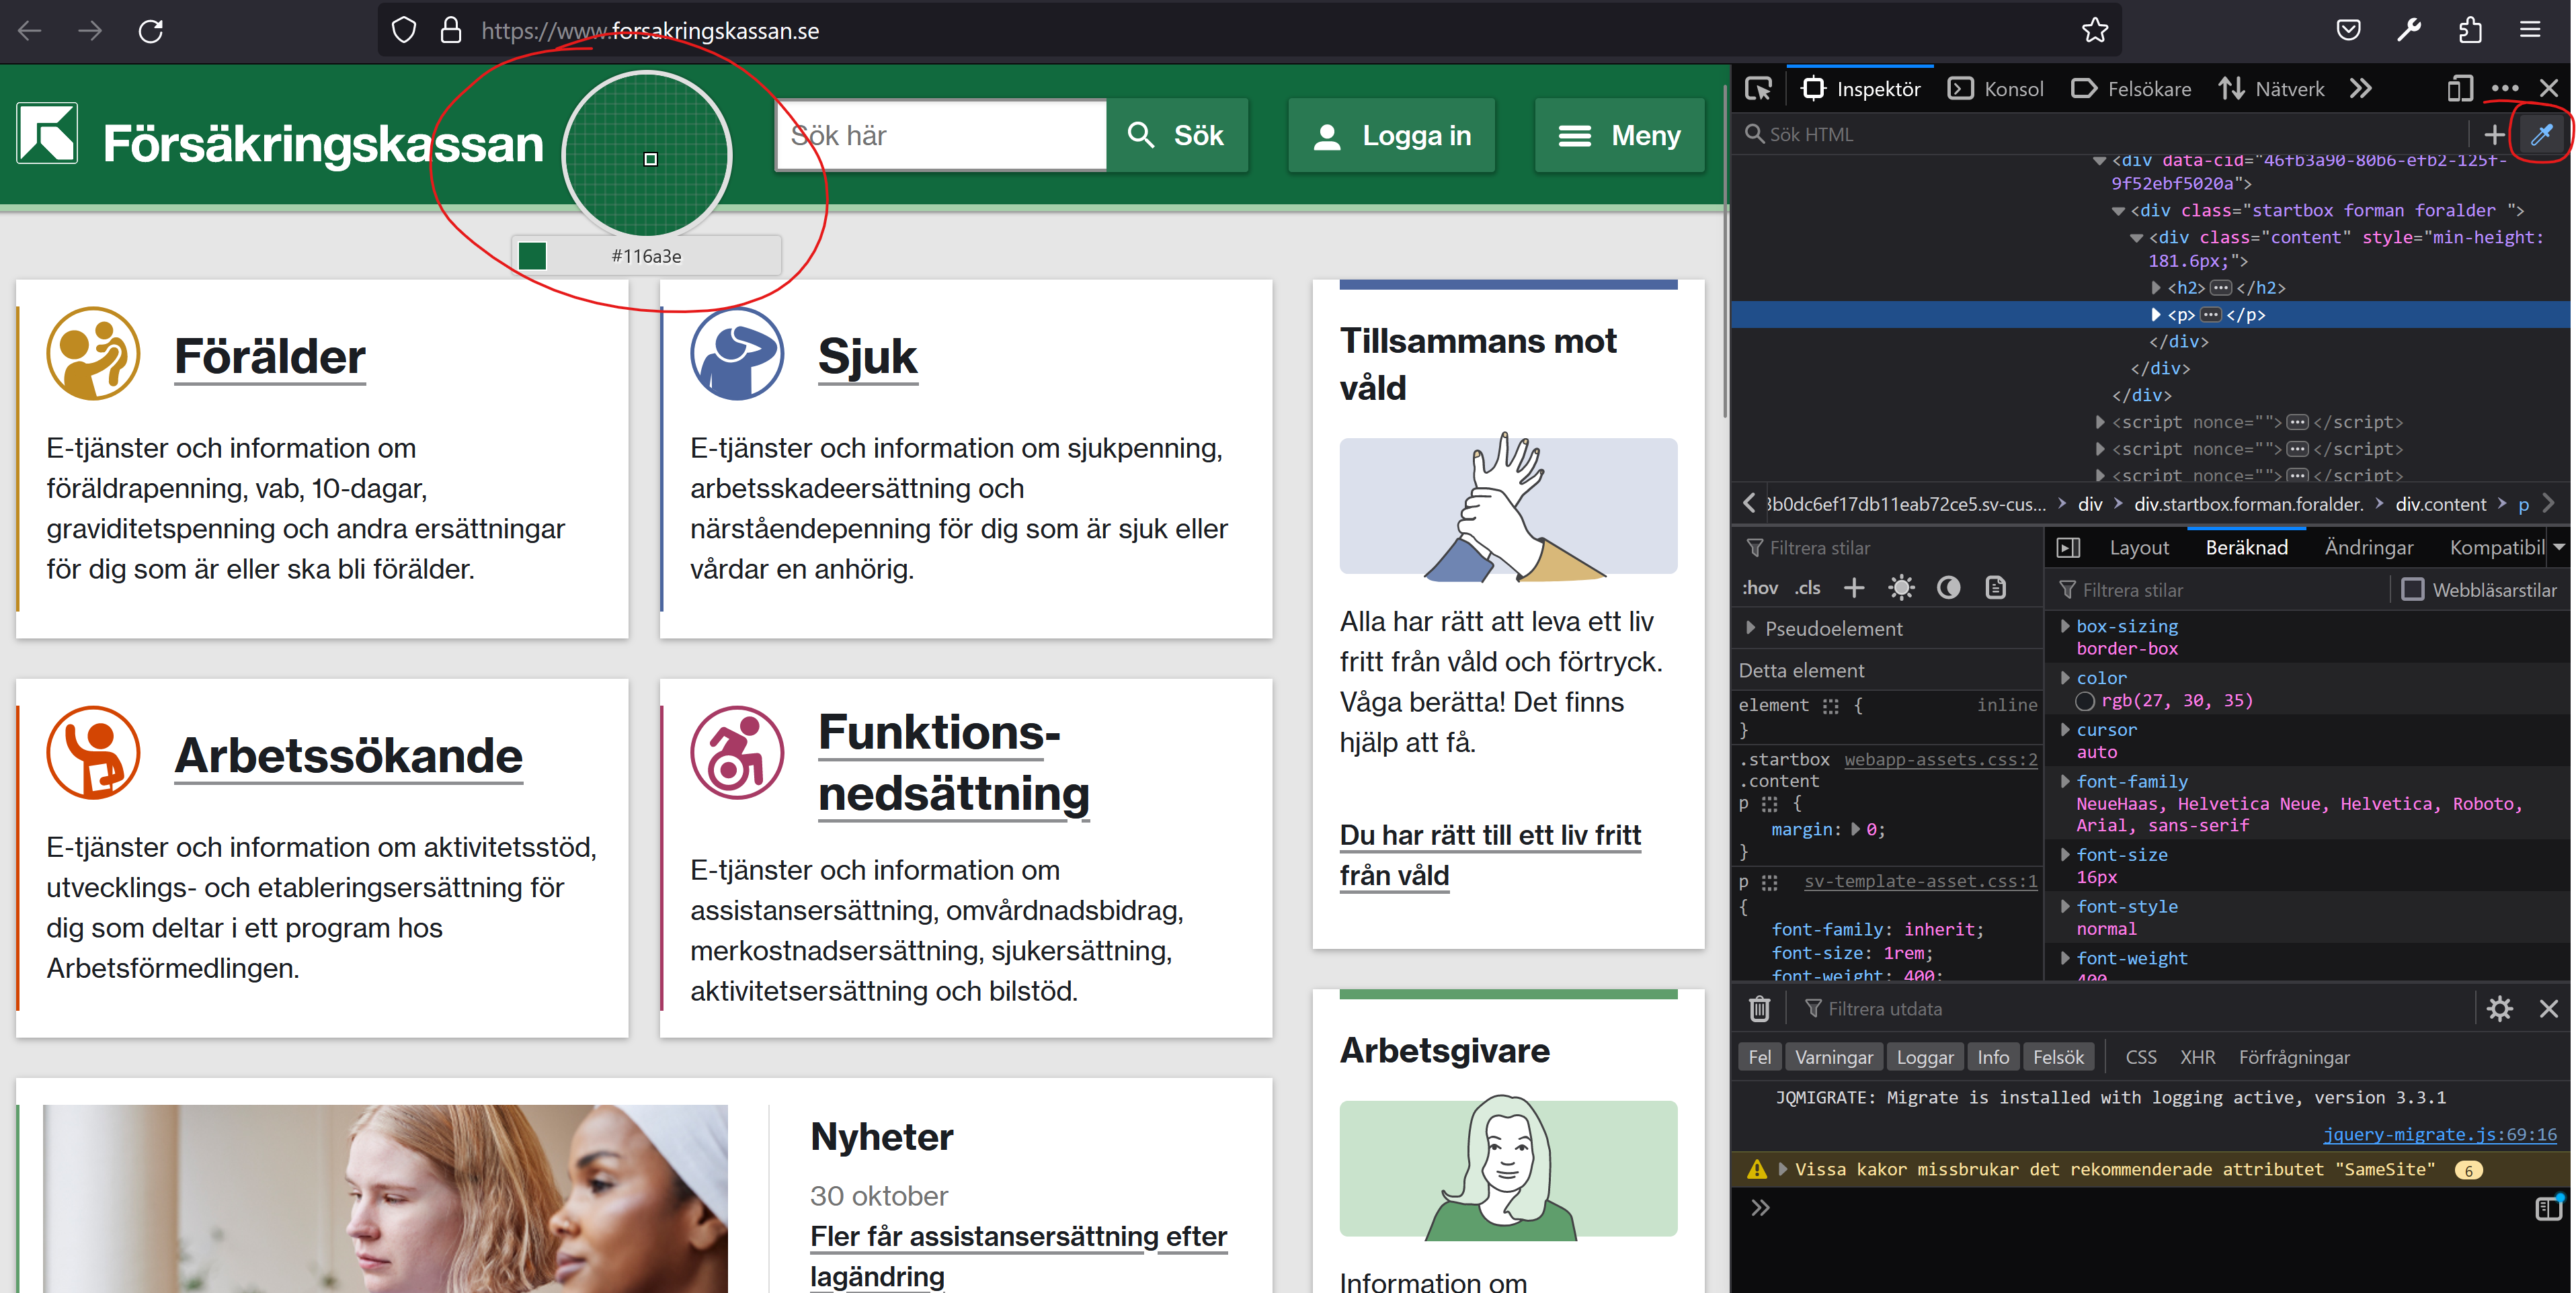 https://www.forsakringskassan.se
Försäkringskassan
Sök här
Sök
Logga in
Meny
#116a3e
Förälder
E-tjänster och information om
föräldrapenning, vab, 10-dagar,
graviditetspenning och andra ersättningar
för dig som är eller ska bli förälder.
Sjuk
E-tjänster och information om sjukpenning,
arbetsskadeersättning och
närståendepenning för dig som är sjuk eller
vårdar en anhörig.
Arbetssökande
E-tjänster och information om aktivitetsstöd,
utvecklings- och etableringsersättning för
dig som deltar i ett program hos
Arbetsförmedlingen.
Funktions-
nedsättning
E-tjänster och information om
assistansersättning, omvårdnadsbidrag,
merkostnadsersättning, sjukersättning,
aktivitetsersättning och bilstöd.
Nyheter
30 oktober
Fler får assistansersättning efter
lagändring
Tillsammans mot
våld
Alla har rätt att leva ett liv
fritt från våld och förtryck.
Våga berätta! Det finns
hjälp att få.
Du har rätt till ett liv fritt
från våld
Arbetsgivare
Information om
Inspektör
Konsol
Felsökare
Nätverk
Sök HTML
<div data-cid="46fb3a90-80b6-efb2-125f-
9f52ebf5020a">
<div class="startbox forman foralder ">
<div class="content" style="min-height:
181.6px;">
<h2>
</h2>
<p>
</p>
</div>
</div>
</div>
<script nonce="">
</script>
<script nonce="">
</script>
<script nonce="">
</script>
3b0dc6ef17db11eab72ce5.sv-cus...
div
div.startbox.forman.foralder.
div.content
p
Filtrera stilar
:hov
.cls
Pseudoelement
Detta element
element { inline
}
.startbox webapp-assets.css:2
.content
p {
margin: 0;
}
p sv-template-asset.css:1
{
font-family: inherit;
font-size: 1rem;
font-weight: 400;
Layout
Beräknad
Ändringar
Kompatibil
Filtrera stilar
Webbläsarstilar
box-sizing
border-box
color
rgb(27, 30, 35)
cursor
auto
font-family
NeueHaas, Helvetica Neue, Helvetica, Roboto,
Arial, sans-serif
font-size
16px
font-style
normal
font-weight
400
Filtrera utdata
Fel
Varningar
Loggar
Info
Felsök
CSS
XHR
Förfrågningar
JQMIGRATE: Migrate is installed with logging active, version 3.3.1
jquery-migrate.js:69:16
Vissa kakor missbrukar det rekommenderade attributet "SameSite" 6